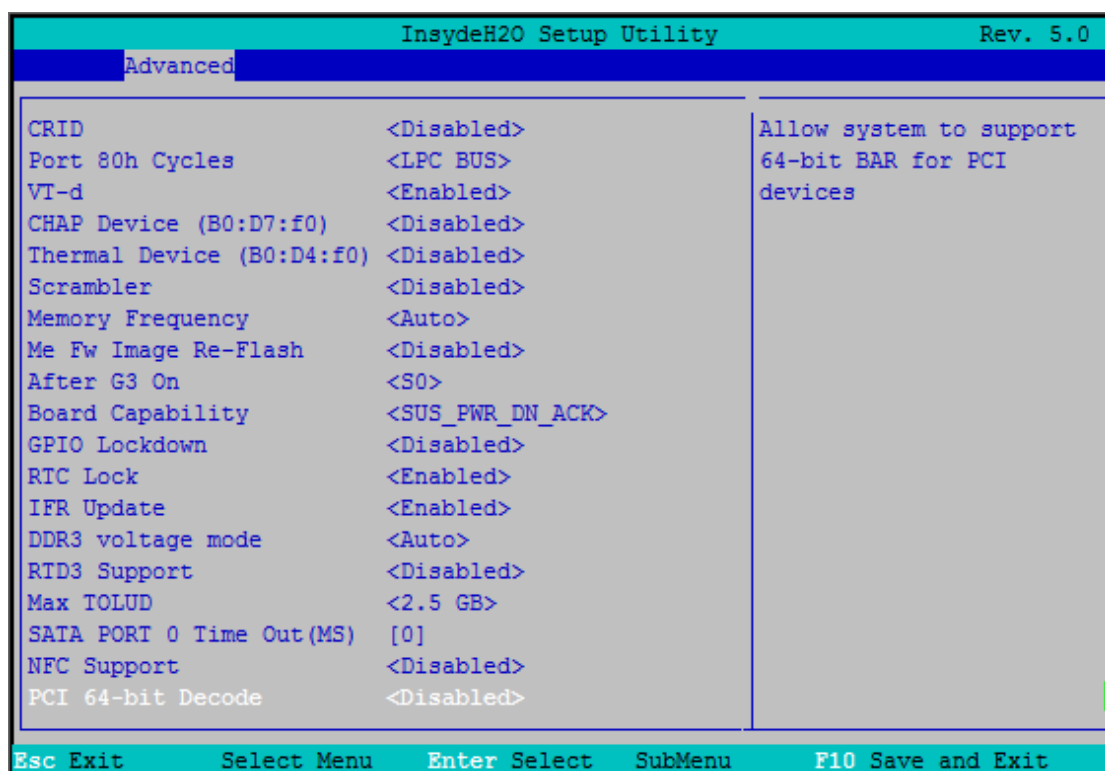 InsydeH2O Setup Utility Rev. 5.0
Advanced
CRID <Disabled>
Port 80h Cycles <LPC BUS>
VT-d <Enabled>
CHAP Device (B0:D7:f0) <Disabled>
Thermal Device (B0:D4:f0) <Disabled>
Scrambler <Disabled>
Memory Frequency <Auto>
Me Fw Image Re-Flash <Disabled>
After G3 On <S0>
Board Capability <SUS_PWR_DN_ACK>
GPIO Lockdown <Disabled>
RTC Lock <Enabled>
IFR Update <Enabled>
DDR3 voltage mode <Auto>
RTD3 Support <Disabled>
Max TOLUD <2.5 GB>
SATA PORT 0 Time Out(MS) [0]
NFC Support <Disabled>
PCI 64-bit Decode <Disabled>
Allow system to support
64-bit BAR for PCI
devices
Esc Exit Select Menu Enter Select SubMenu F10 Save and Exit